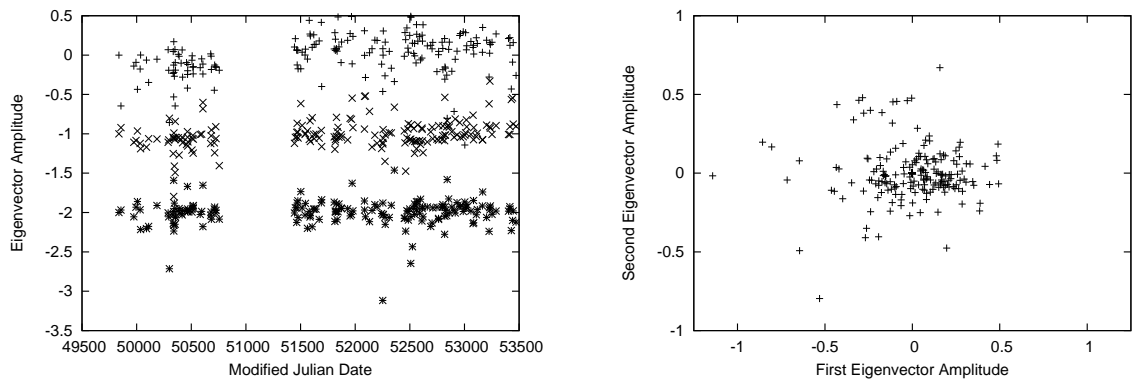 0.5
0
-0.5
-1
-1.5
-2
-2.5
-3
-3.5
49500 50000 50500 51000 51500 52000 52500 53000 53500
Eigenvector Amplitude
Modified Julian Date
1
0.5
0
-0.5
-1
-1 -0.5 0 0.5 1
Second Eigenvector Amplitude
First Eigenvector Amplitude